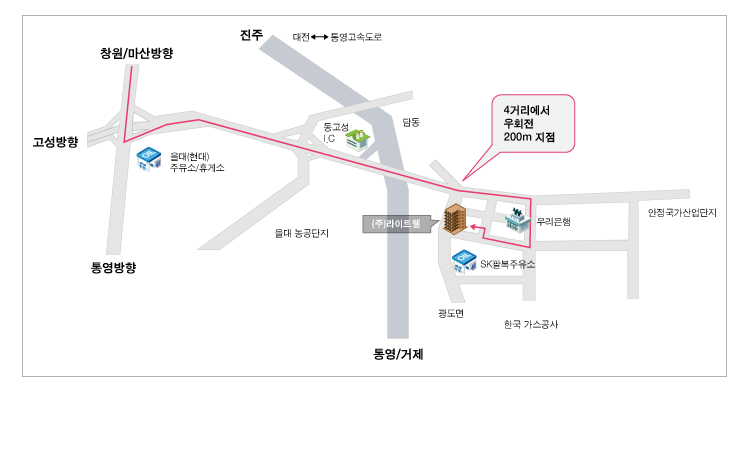 진주
대전↔통영고속도로
창원/마산방향
4거리에서
우회전
200m 지점
담동
동고성
I.C
고성방향
율대(현대)
주유소/휴게소
안정국가산업단지
(주)라이트웰
우리은행
율대 농공단지
통영방향
SK팔복주유소
광도면
한국 가스공사
통영/거제